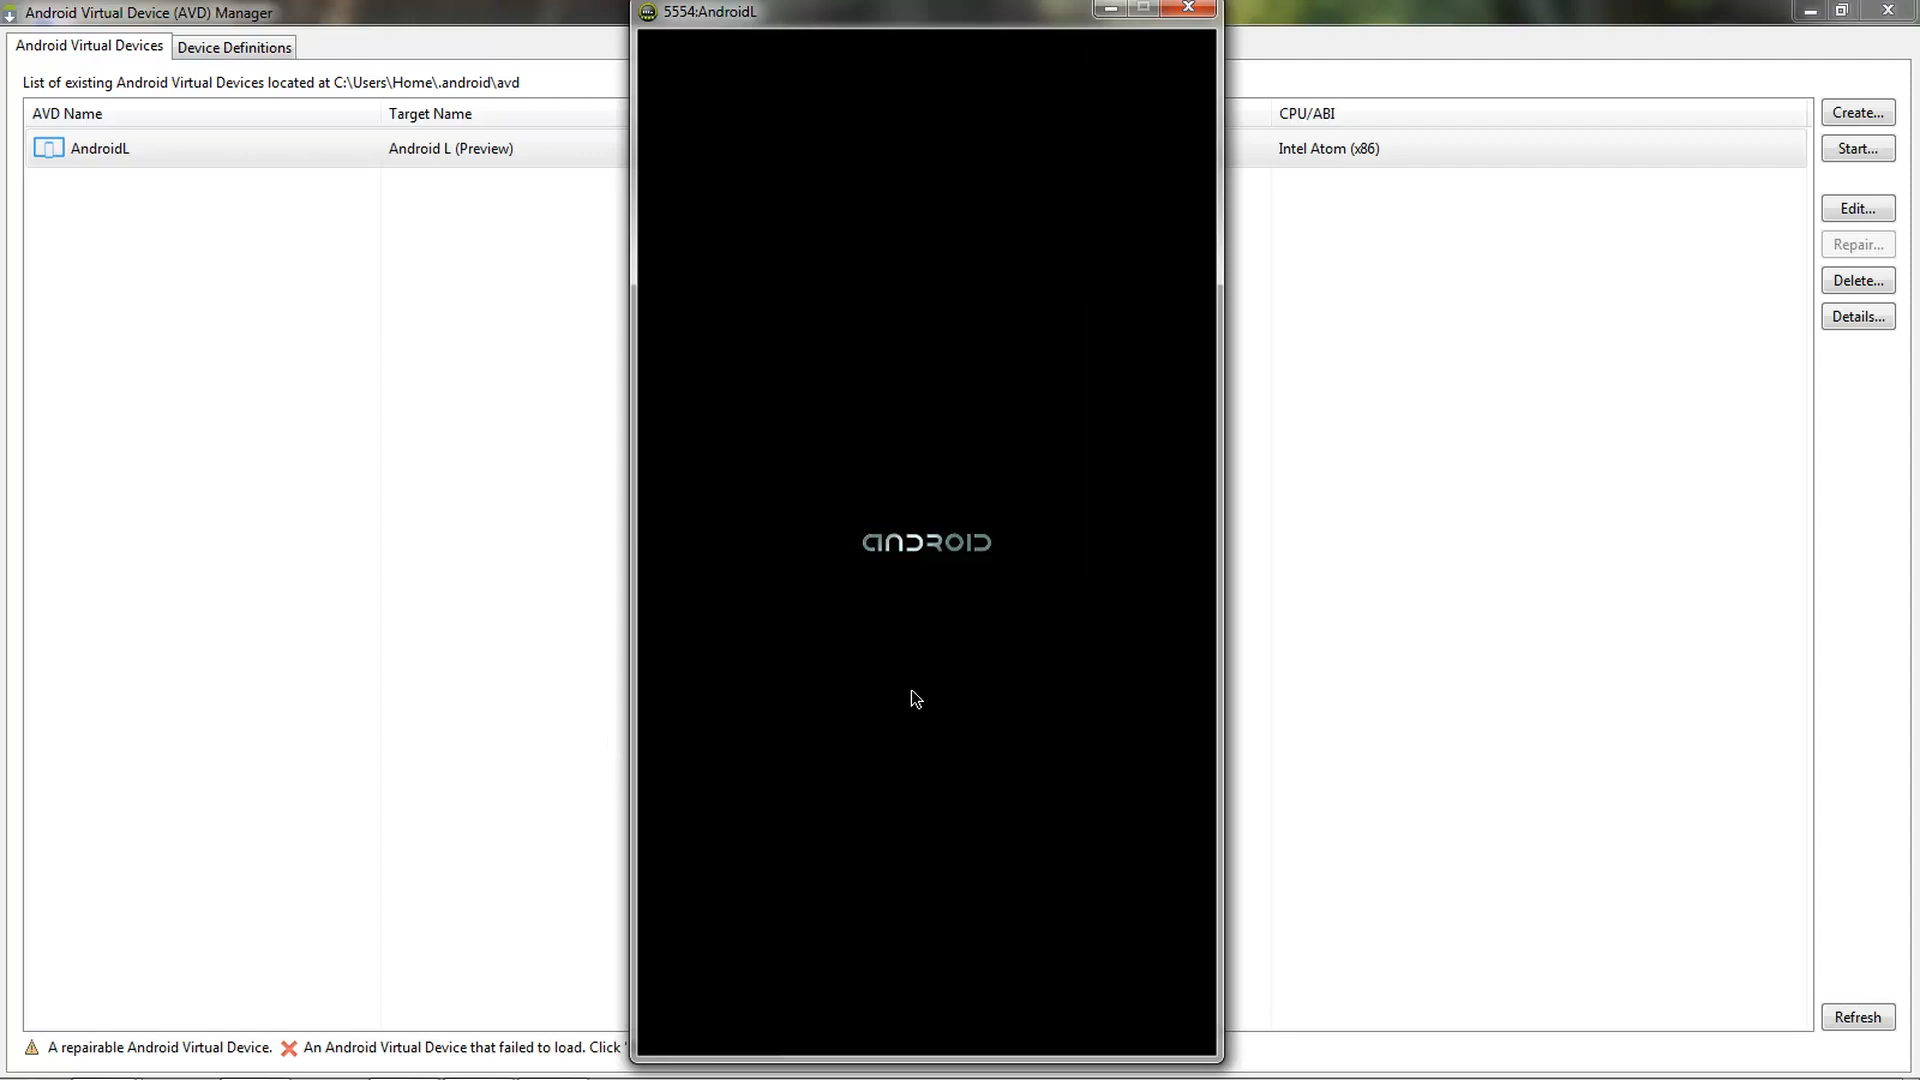 Android Virtual Device (AVD) Manager
5554:AndroidL
Android Virtual Devices
Device Definitions
List of existing Android Virtual Devices located at C:\Users\Home\.android\avd
AVD Name
Target Name
CPU/ABI
AndroidL
Android L (Preview)
Intel Atom (x86)
Create...
Start...
Edit...
Repair...
Delete...
Details...
ANDROID
Refresh
A repairable Android Virtual Device.
An Android Virtual Device that failed to load. Click '